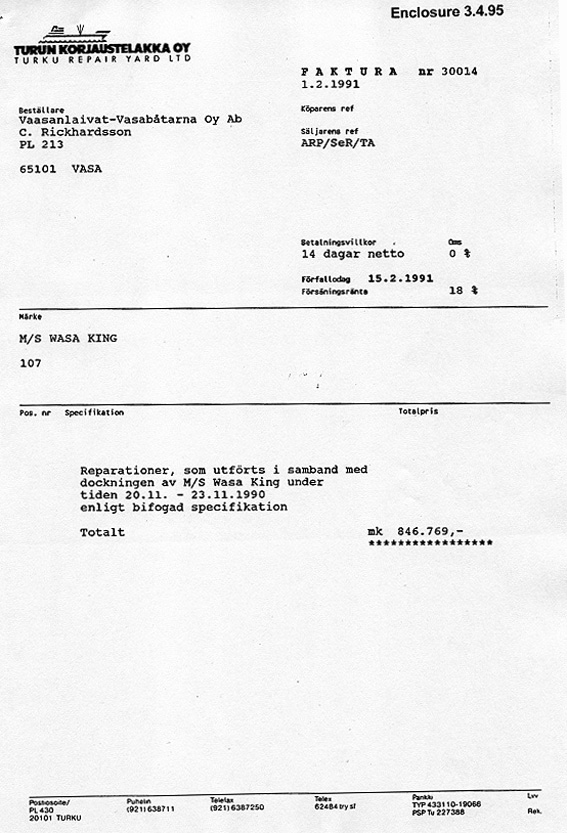 Enclosure 3.4.95
TURUN KORJAUSTELAKKA OY
TURKU REPAIR YARD LTD
FAKTURA nr 30014
1.2.1991
Beställare
Vaasanlaivat-Vasabåtarna Oy Ab
C. Rickhardsson
PL 213
65101 VASA
Köparens ref
Säljarens ref
ARP/SeR/TA
Betalningsvillkor
14 dagar netto
Oms
0 %
Förfallodag 15.2.1991
Försäningsränta 18 %
Märke
M/S WASA KING
107
Pos. nr Specifikation Totalpris
Reparationer, som utförts i samband med
dockningen av M/S Wasa King under
tiden 20.11. - 23.11.1990
enligt bifogad specifikation
Totalt mk 846.769,-
*****************
Postiosoite/
PL 430
20101 TURKU
Puhelin
(921) 638711
Telefax
(921) 6387250
Telex
62484 try sf
Pankki
TYP 433110-19066
PSP Tu 227388
Lvv
Rek.